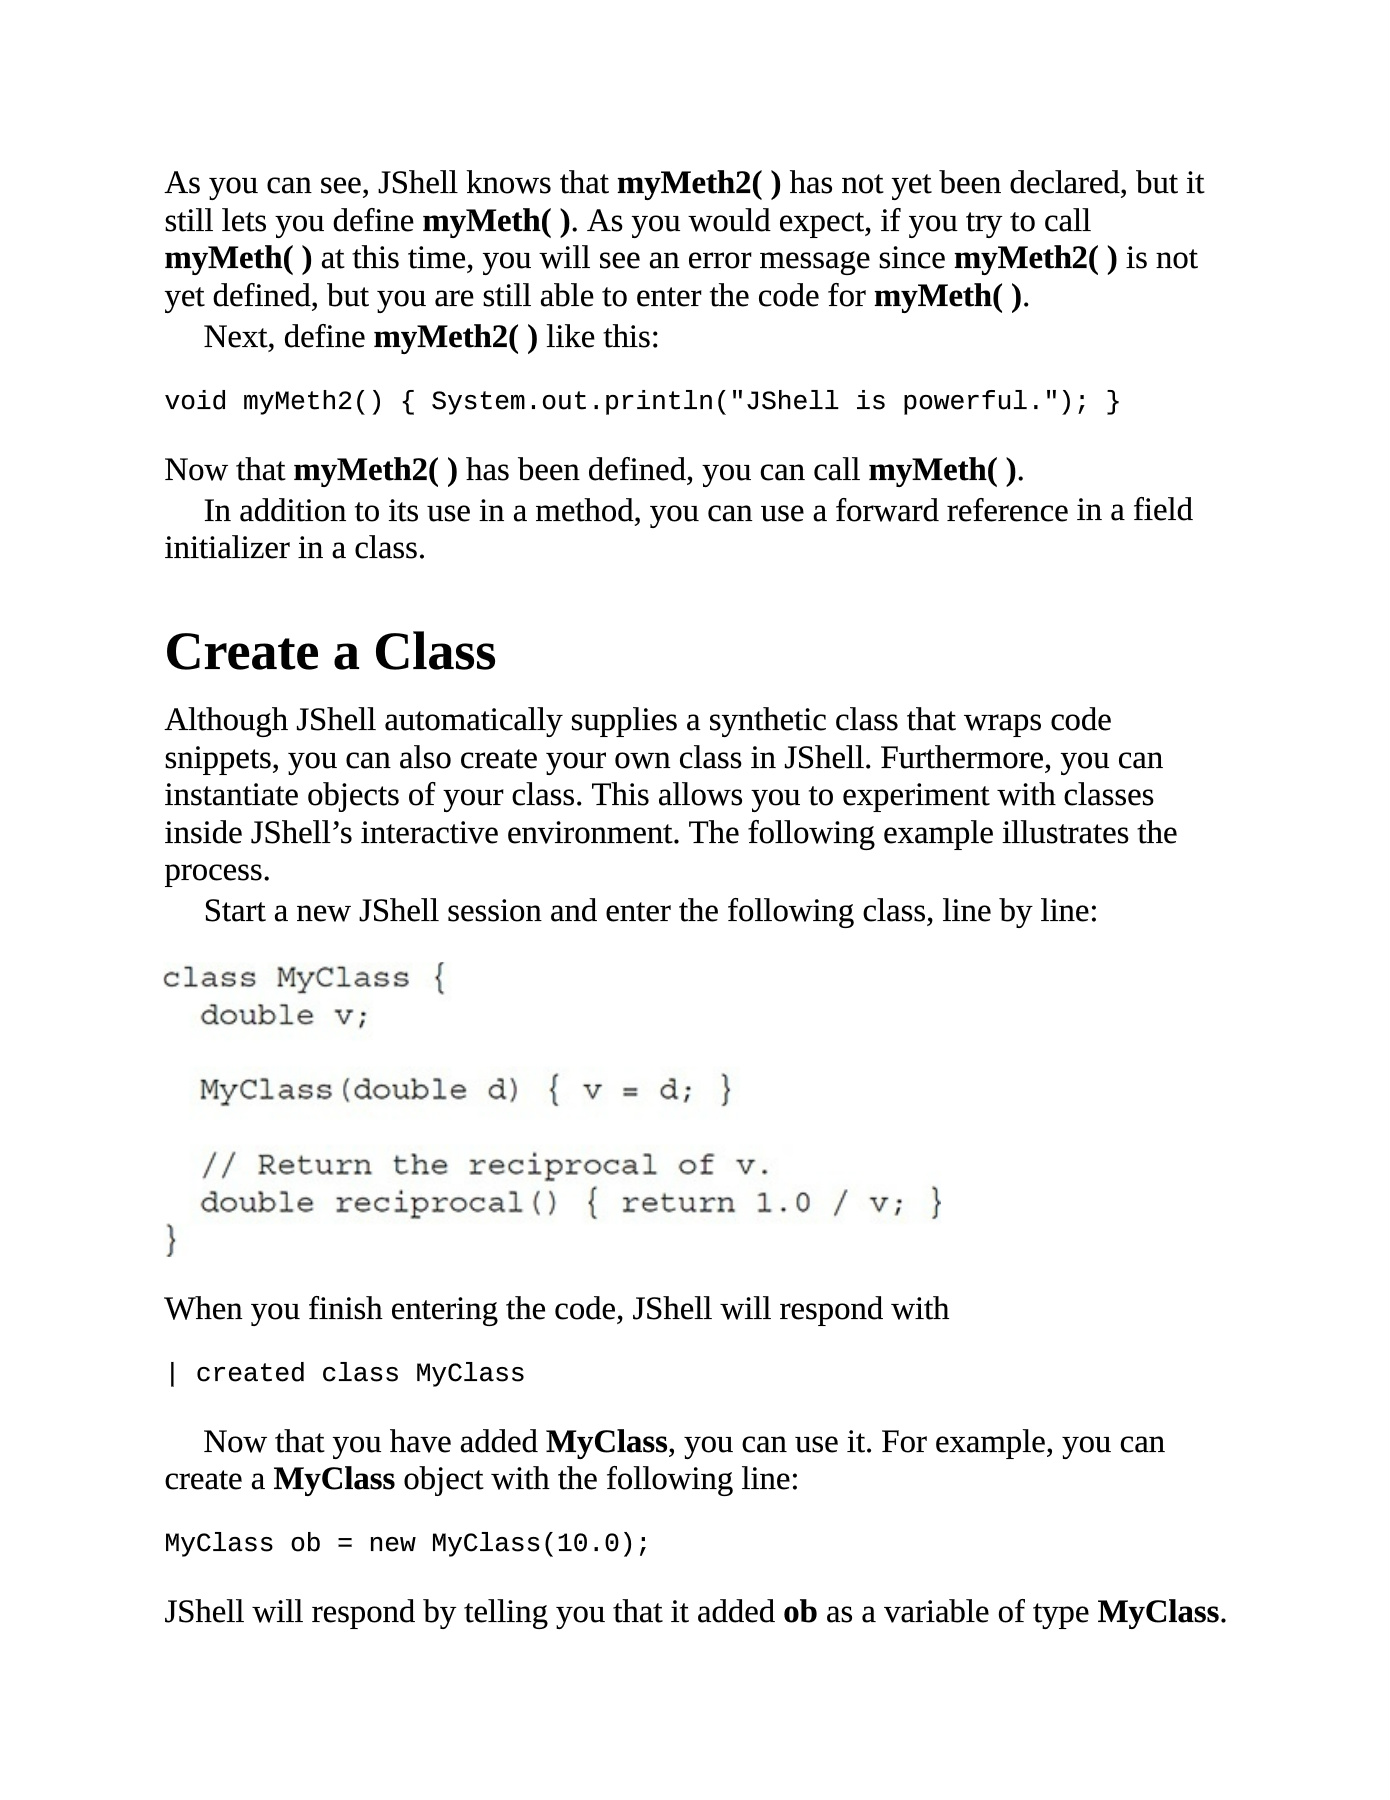 As you can see, JShell knows that myMeth2( ) has not yet been declared, but it
still lets you define myMeth( ). As you would expect, if you try to call
myMeth( ) at this time, you will see an error message since myMeth2( ) is not
yet defined, but you are still able to enter the code for myMeth( ).
Next, define myMeth2( ) like this:
void myMeth2() { System.out.println("JShell is powerful."); }
Now that myMeth2( ) has been defined, you can call myMeth( ).
In addition to its use in a method, you can use a forward reference in a field
initializer in a class.
Create a Class
Although JShell automatically supplies a synthetic class that wraps code
snippets, you can also create your own class in JShell. Furthermore, you can
instantiate objects of your class. This allows you to experiment with classes
inside JShell’s interactive environment. The following example illustrates the
process.
Start a new JShell session and enter the following class, line by line:
class MyClass {
  double v;
  MyClass(double d) { v = d; }
  // Return the reciprocal of v.
  double reciprocal() { return 1.0 / v; }
}
When you finish entering the code, JShell will respond with
| created class MyClass
Now that you have added MyClass, you can use it. For example, you can
create a MyClass object with the following line:
MyClass ob = new MyClass(10.0);
JShell will respond by telling you that it added ob as a variable of type MyClass.